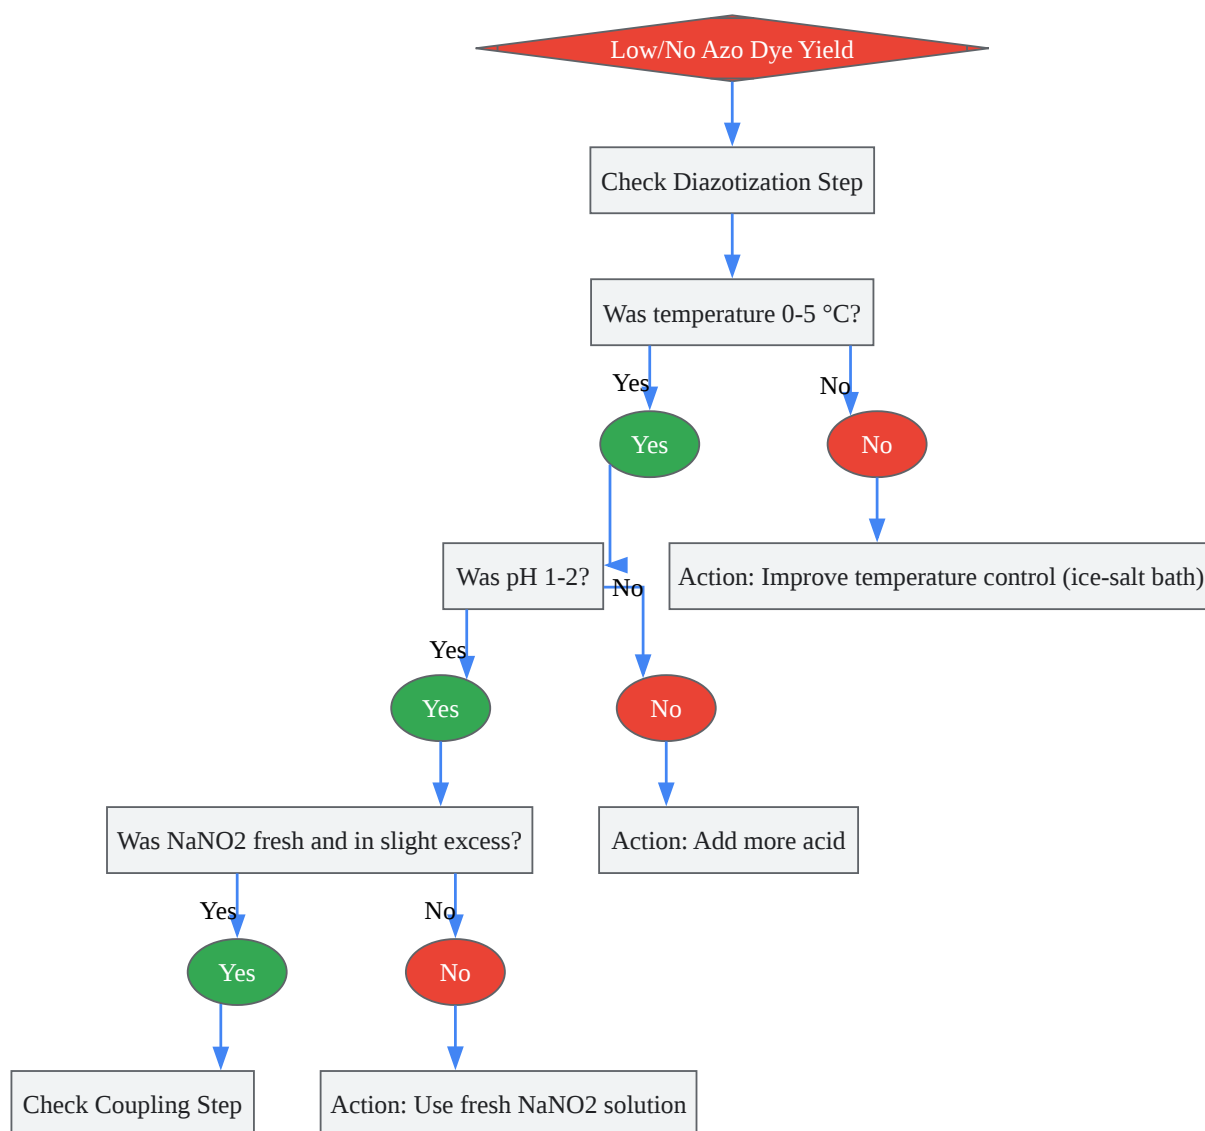 Low/No Azo Dye Yield
Check Diazotization Step
Was temperature 0-5 °C?
Yes
No
Yes
No
Was pH 1-2?
No
Action: Improve temperature control (ice-salt bath)
Yes
Yes
No
Was NaNO2 fresh and in slight excess?
Action: Add more acid
Yes
No
Yes
No
Check Coupling Step
Action: Use fresh NaNO2 solution